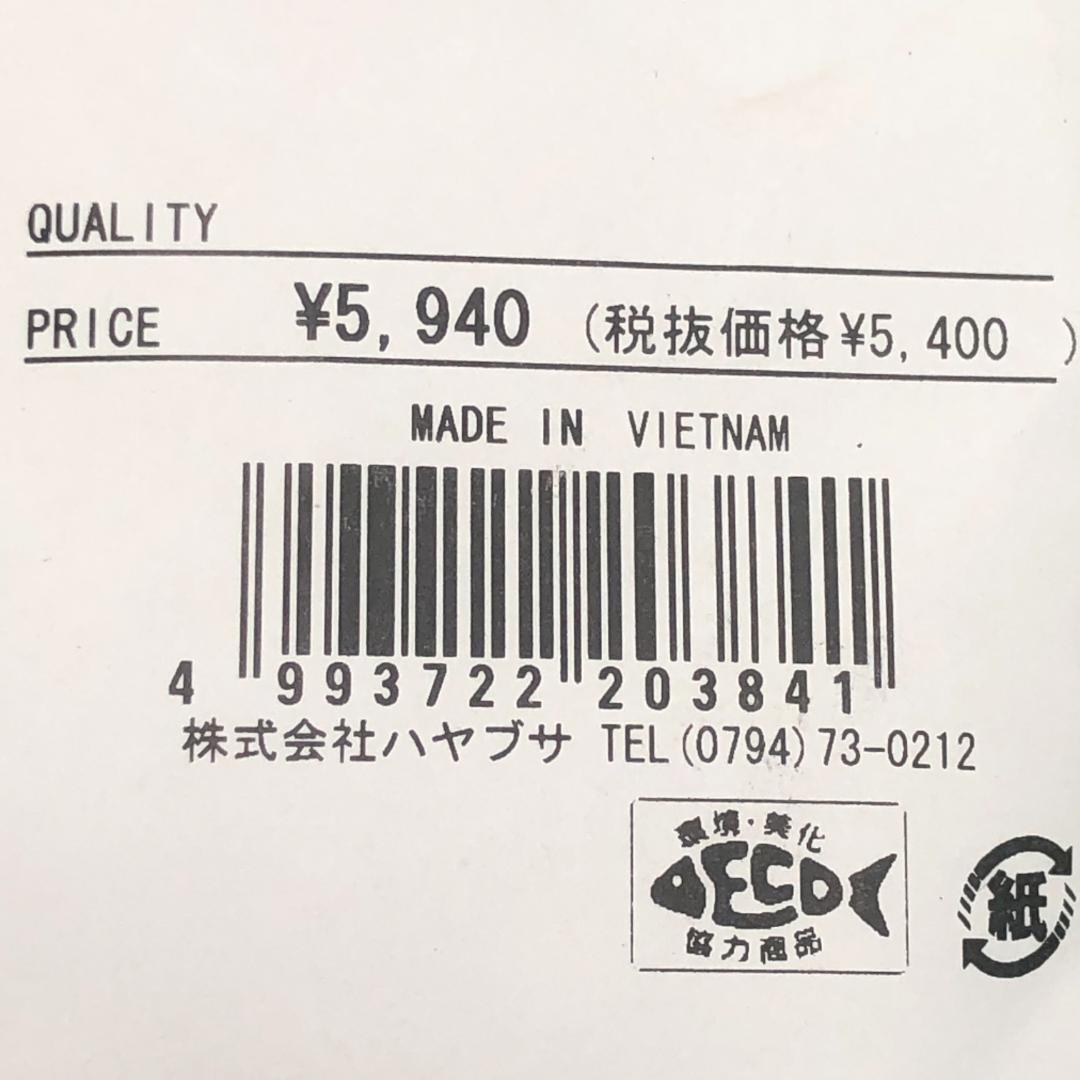 QUALITY
PRICE ¥5,940 (税抜価格¥5,400 )
MADE IN VIETNAM
4 993722 203841
株式会社ハヤブサ TEL(0794)73-0212
環境・美化
ECO
協力商品
紙